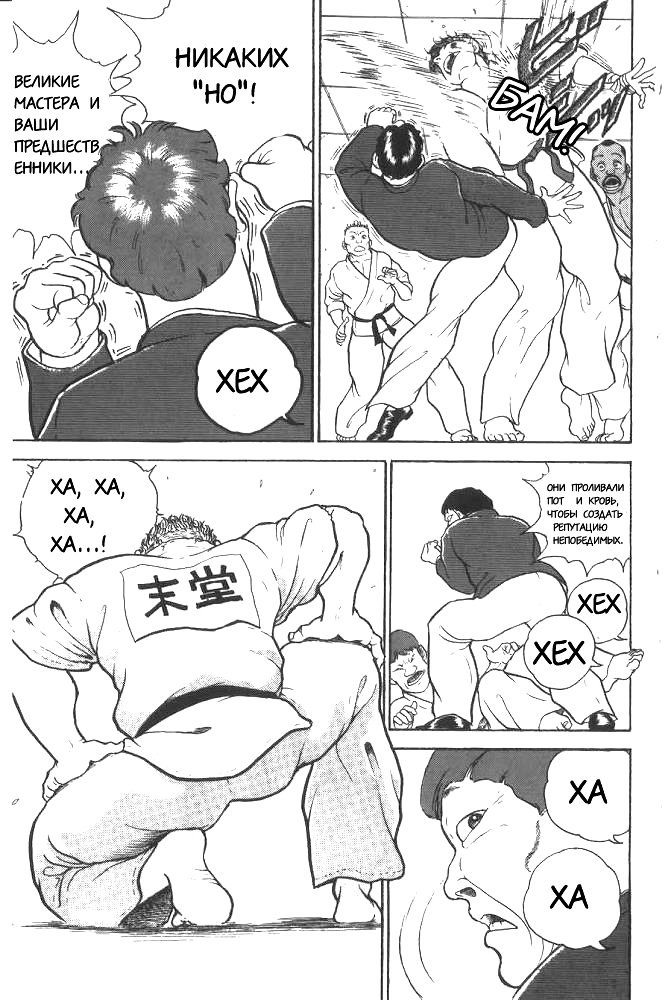 БАМ!
НИКАКИХ
"НО"!
ВЕЛИКИЕ
МАСТЕРА И
ВАШИ
ПРЕДШЕСТВ
ЕННИКИ...
ХЕХ
ОНИ ПРОЛИВАЛИ
ПОТ И КРОВЬ,
ЧТОБЫ СОЗДАТЬ
РЕПУТАЦИЮ
НЕПОБЕДИМЫХ.
ХЕХ
ХЕХ
ХА, ХА,
ХА,
ХА...!
末堂
ХА
ХА